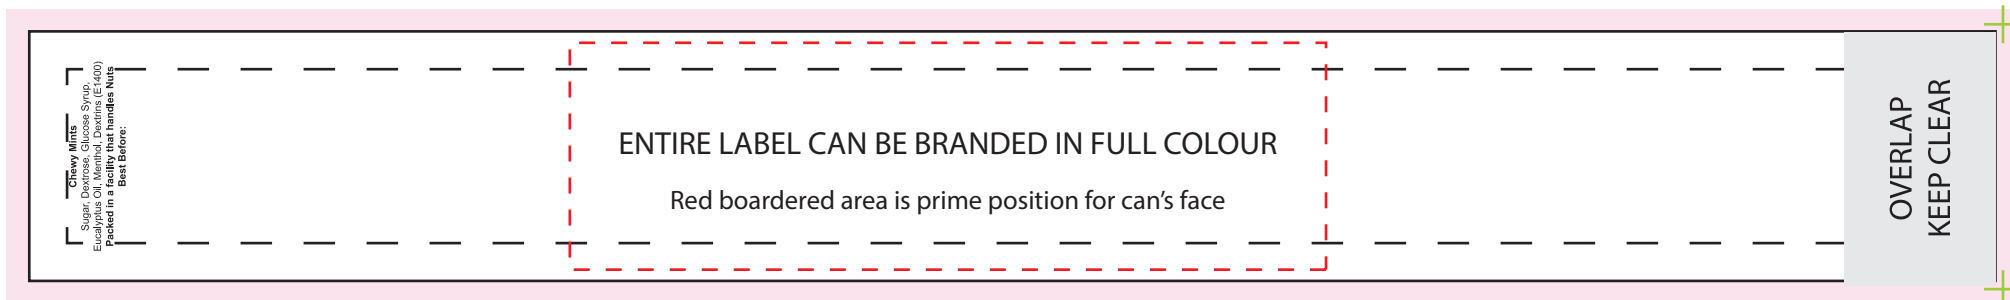 Chewy Mints
Sugar, Dextrose, Glucose Syrup,
Eucalyptus Oil, Menthol, Dextrins (E1400)
Packed in a facility that handles Nuts
Best Before:
ENTIRE LABEL CAN BE BRANDED IN FULL COLOUR
Red boardered area is prime position for can’s face
OVERLAP
KEEP CLEAR